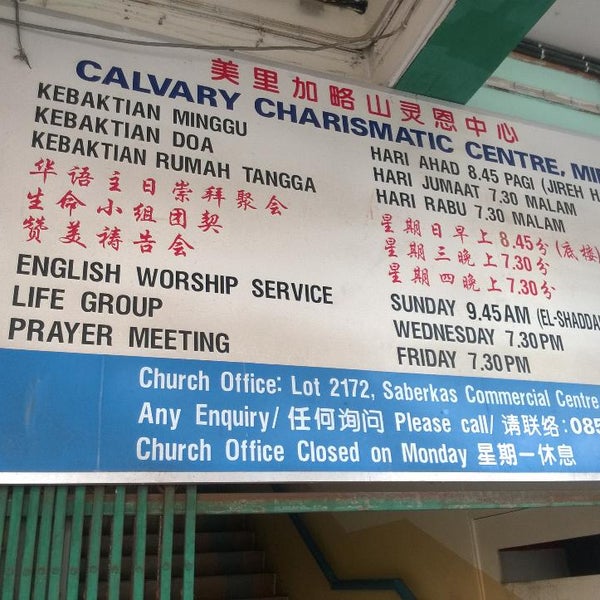 美里加略山灵恩中心
CALVARY CHARISMATIC CENTRE,
KEBAKTIAN MINGGU HARI AHAD 8.45 PAGI (JIREH
KEBAKTIAN DOA HARI JUMAAT 7.30 MALAM
KEBAKTIAN RUMAH TANGGA HARI RABU 7.30 MALAM
华语主日崇拜聚会 星期日早上 8.45分 (底楼)
生命小组团契 星期三晚上 7.30分
赞美祷告会 星期四晚上 7.30分
ENGLISH WORSHIP SERVICE SUNDAY 9.45AM (EL-SHADDA
LIFE GROUP WEDNESDAY 7.30PM
PRAYER MEETING FRIDAY 7.30PM
Church Office: Lot 2172, Saberkas Commercial Centre
Any Enquiry/ 任何询问 Please call/ 请联络: 085
Church Office Closed on Monday 星期一休息